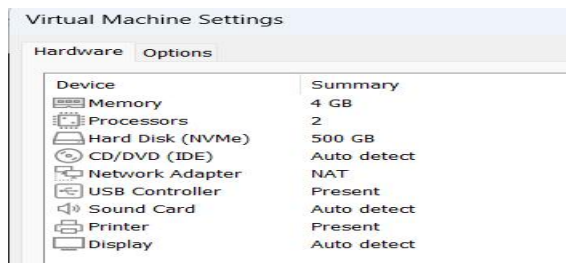 Virtual Machine Settings
Hardware Options
Device Summary
Memory 4 GB
Processors 2
Hard Disk (NVMe) 500 GB
CD/DVD (IDE) Auto detect
Network Adapter NAT
USB Controller Present
Sound Card Auto detect
Printer Present
Display Auto detect